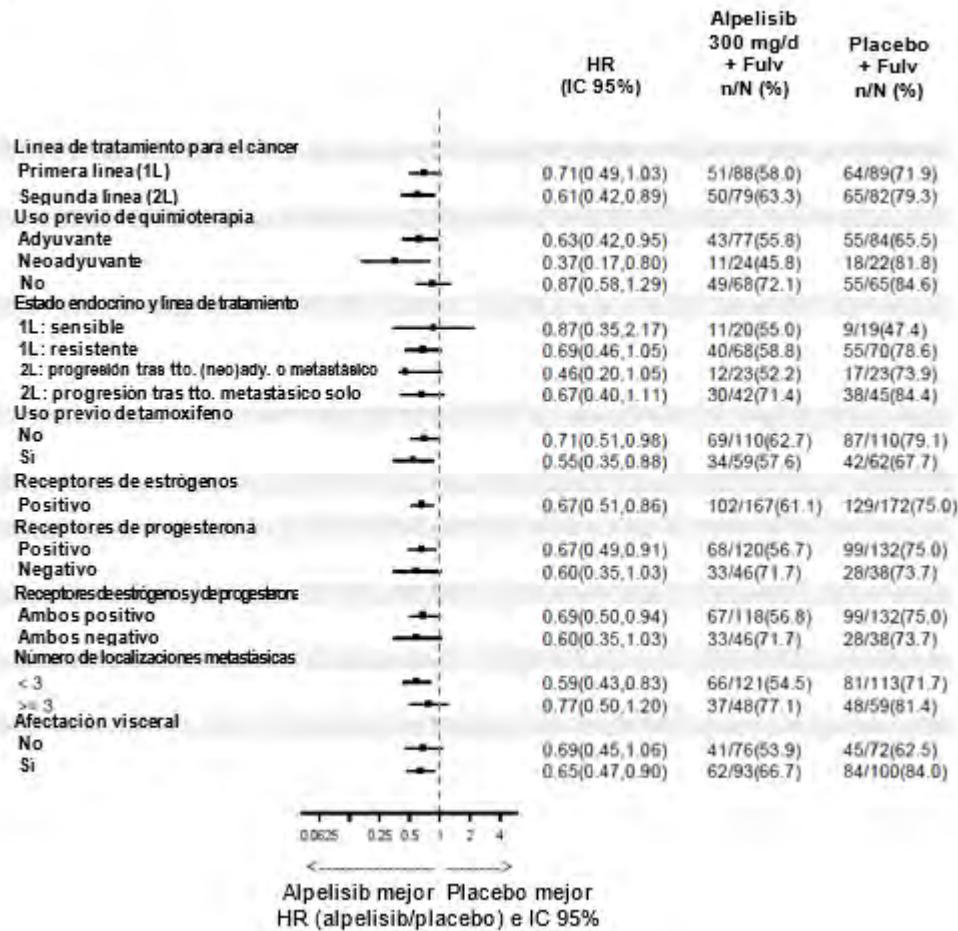 HR
(IC 95%)
Alpelisib
300 mg/d
+ Fulv
n/N (%)
Placebo
+ Fulv
n/N (%)
Línea de tratamiento para el cáncer
Primera línea (1L) 0.71(0.49,1.03) 51/88(58.0) 64/89(71.9)
Segunda línea (2L) 0.61(0.42,0.89) 50/79(63.3) 65/82(79.3)
Uso previo de quimioterapia
Adyuvante 0.63(0.42,0.95) 43/77(55.8) 55/84(65.5)
Neoadyuvante 0.37(0.17,0.80) 11/24(45.8) 18/22(81.8)
No 0.87(0.58,1.29) 49/68(72.1) 55/65(84.6)
Estado endocrino y línea de tratamiento
1L: sensible 0.87(0.35,2.17) 11/20(55.0) 9/19(47.4)
1L: resistente 0.69(0.46,1.05) 40/68(58.8) 55/70(78.6)
2L: progresión tras tto. (neo)ady. o metastásico 0.46(0.20,1.05) 12/23(52.2) 17/23(73.9)
2L: progresión tras tto. metastásico solo 0.67(0.40,1.11) 30/42(71.4) 38/45(84.4)
Uso previo de tamoxifeno
No 0.71(0.51,0.98) 69/110(62.7) 87/110(79.1)
Sí 0.55(0.35,0.88) 34/59(57.6) 42/62(67.7)
Receptores de estrógenos
Positivo 0.67(0.51,0.86) 102/167(61.1) 129/172(75.0)
Receptores de progesterona
Positivo 0.67(0.49,0.91) 68/120(56.7) 99/132(75.0)
Negativo 0.60(0.35,1.03) 33/46(71.7) 28/38(73.7)
Receptores de estrógenos y de progesterona
Ambos positivo 0.69(0.50,0.94) 67/118(56.8) 99/132(75.0)
Ambos negativo 0.60(0.35,1.03) 33/46(71.7) 28/38(73.7)
Número de localizaciones metastásicas
< 3 0.59(0.43,0.83) 66/121(54.5) 81/113(71.7)
>= 3 0.77(0.50,1.20) 37/48(77.1) 48/59(81.4)
Afectación visceral
No 0.69(0.45,1.06) 41/76(53.9) 45/72(62.5)
Sí 0.65(0.47,0.90) 62/93(66.7) 84/100(84.0)
0.0625 0.25 0.5 1 2 4
Alpelisib mejor Placebo mejor
HR (alpelisib/placebo) e IC 95%